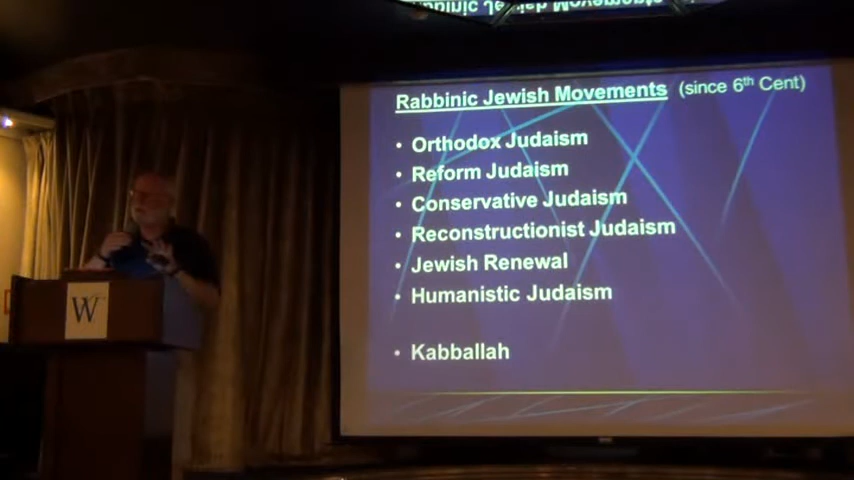 Rabbinic Jewish Movements (since 6th Cent)
• Orthodox Judaism
• Reform Judaism
• Conservative Judaism
• Reconstructionist Judaism
• Jewish Renewal
• Humanistic Judaism
• Kabballah
W